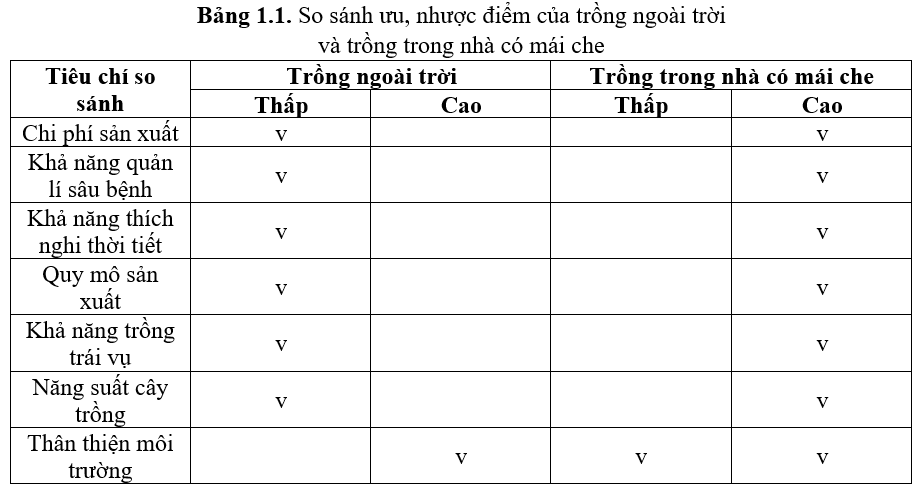 Bảng 1.1. So sánh ưu, nhược điểm của trồng ngoài trời
và trồng trong nhà có mái che
Tiêu chí so sánh Trồng ngoài trời Trồng trong nhà có mái che
Thấp Cao Thấp Cao
Chi phí sản xuất v v
Khả năng quản
lí sâu bệnh v v
Khả năng thích
nghi thời tiết v v
Quy mô sản
xuất v v
Khả năng trồng
trái vụ v v
Năng suất cây
trồng v v
Thân thiện môi
trường v v v